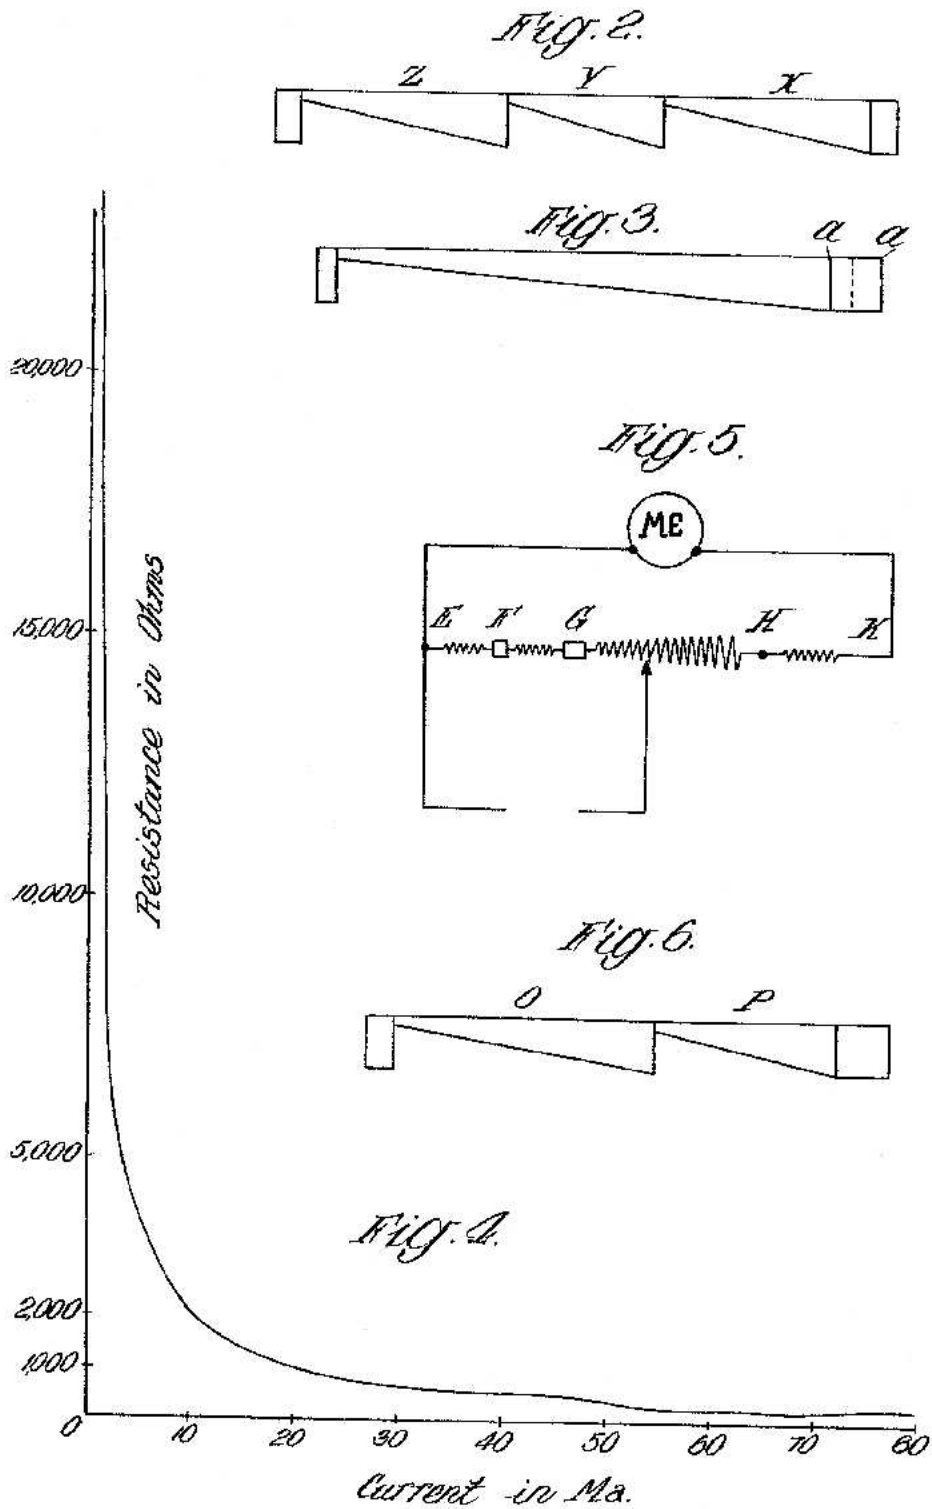 Fig. 2.
Z Y X
Fig. 3.
a a
20,000
Fig. 5.
ME
15,000
E F G H K
Resistance in Ohms
10,000
Fig. 6.
O P
5,000
Fig. 4.
2,000
1,000
0 10 20 30 40 50 60 70 80
Current in Ma.